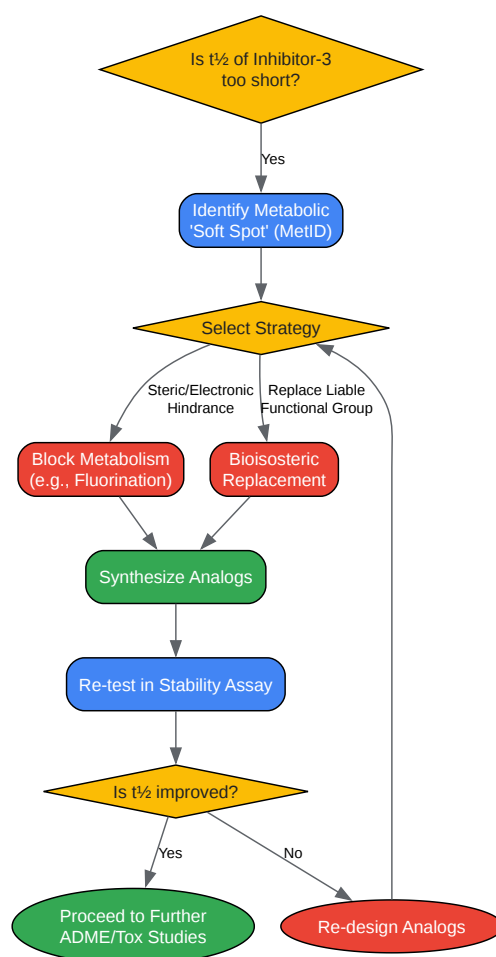 Is t½ of Inhibitor-3
too short?
Yes
Identify Metabolic
'Soft Spot' (MetID)
Select Strategy
Steric/Electronic
Hindrance
Replace Liable
Functional Group
Block Metabolism
(e.g., Fluorination)
Bioisosteric
Replacement
Synthesize Analogs
Re-test in Stability Assay
Is t½ improved?
Yes
No
Proceed to Further
ADME/Tox Studies
Re-design Analogs